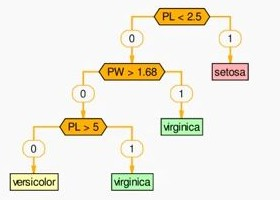 PL < 2.5
0 1
PW > 1.68 setosa
0 1
PL > 5 virginica
0 1
versicolor virginica